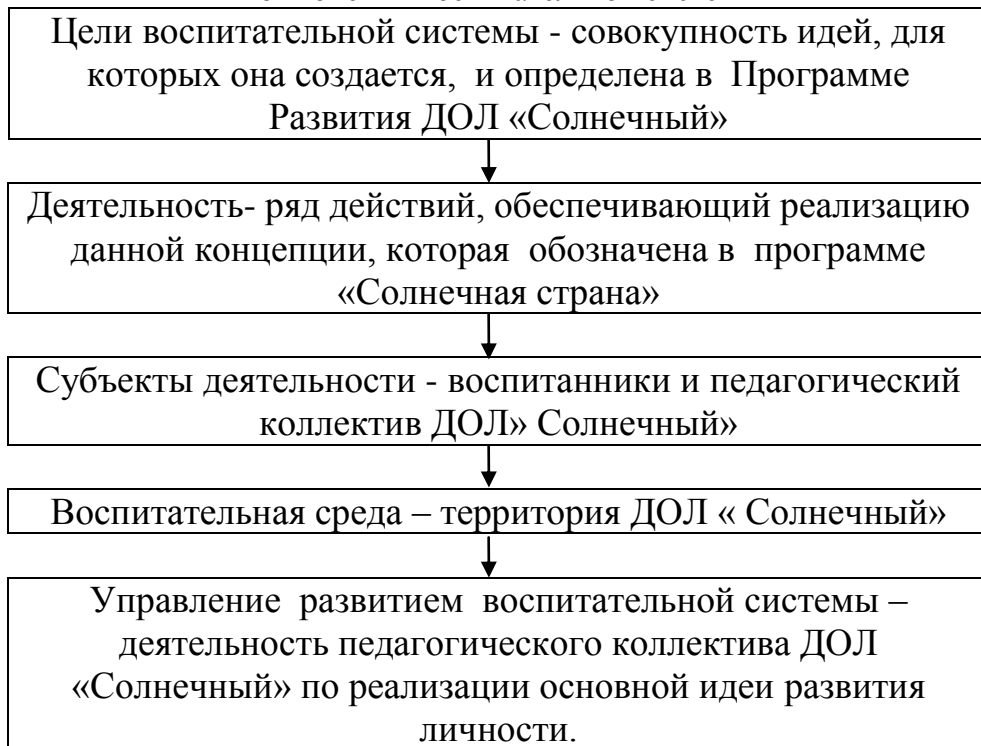 Цели воспитательной системы - совокупность идей, для
которых она создается, и определена в Программе
Развития ДОЛ «Солнечный»
Деятельность- ряд действий, обеспечивающий реализацию
данной концепции, которая обозначена в программе
«Солнечная страна»
Субъекты деятельности - воспитанники и педагогический
коллектив ДОЛ» Солнечный»
Воспитательная среда – территория ДОЛ « Солнечный»
Управление развитием воспитательной системы –
деятельность педагогического коллектива ДОЛ
«Солнечный» по реализации основной идеи развития
личности.